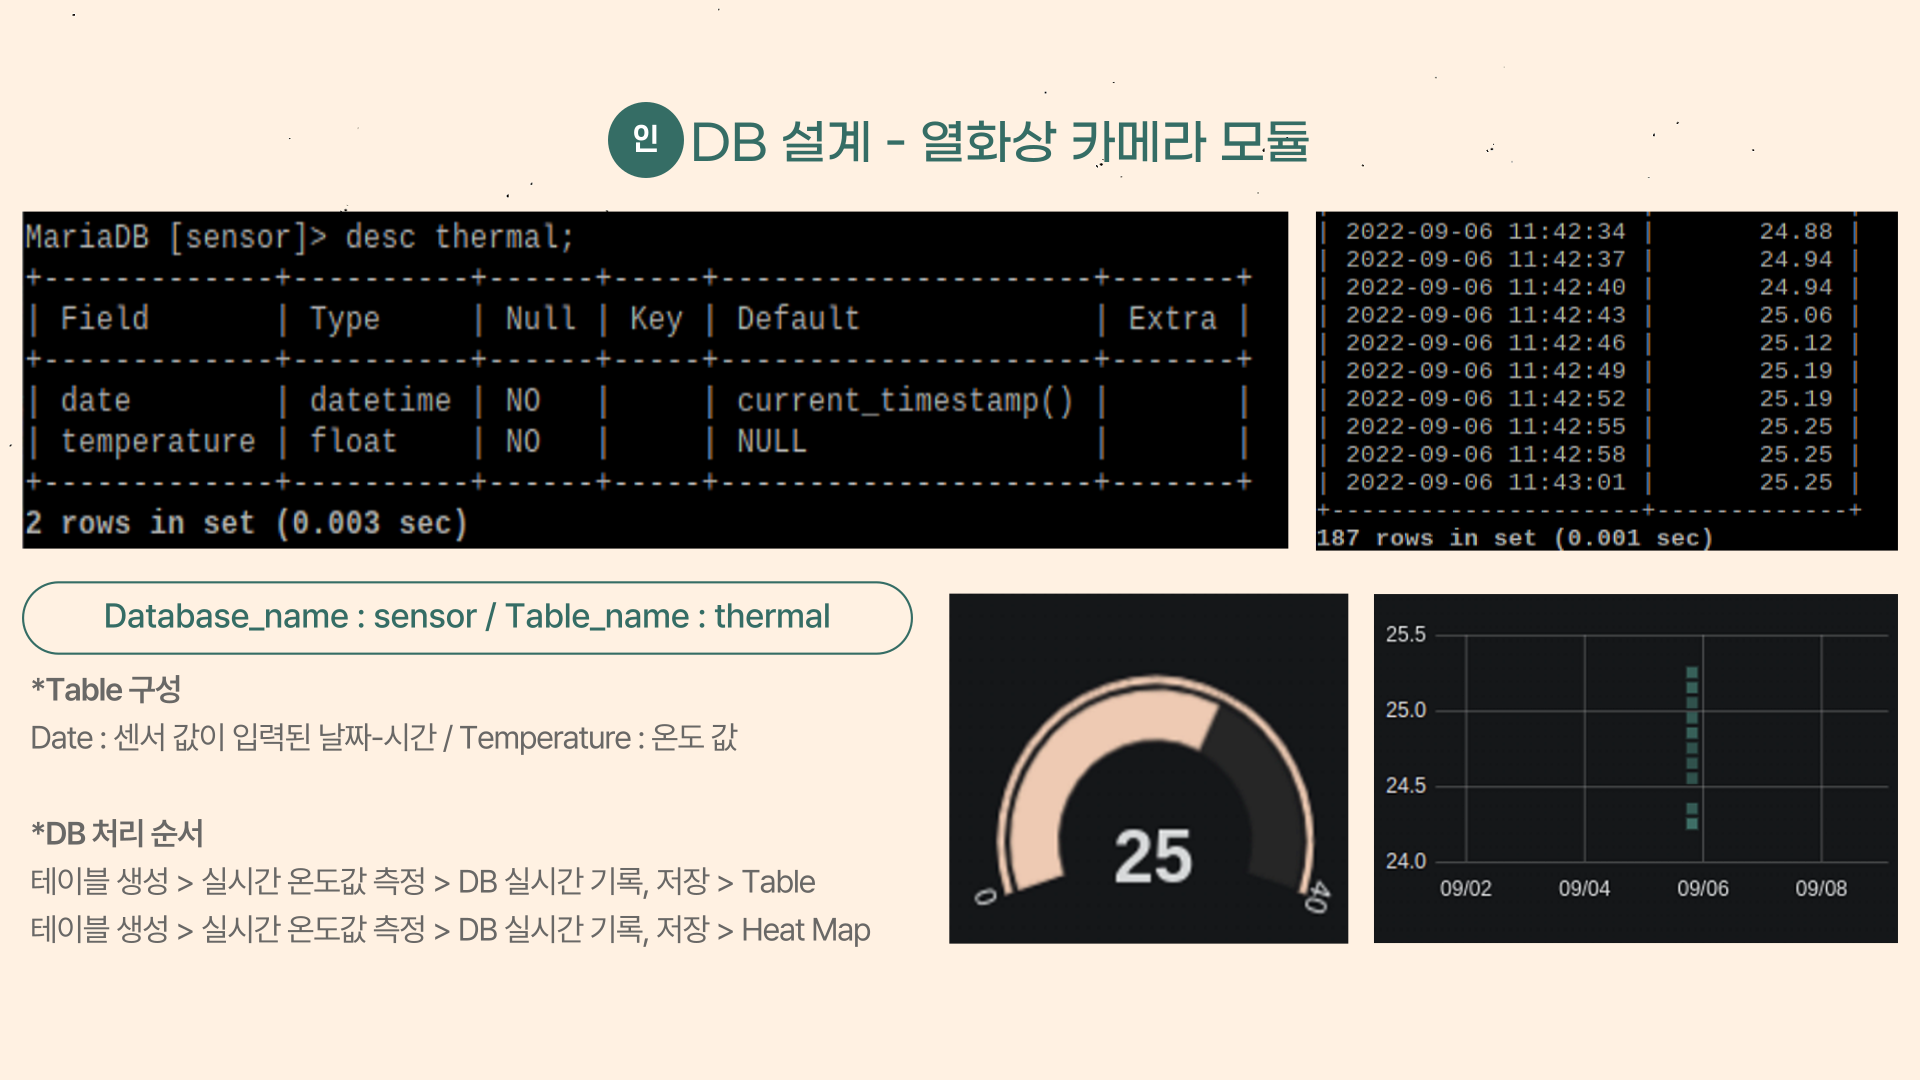 인 DB 설계 - 열화상 카메라 모듈
MariaDB [sensor]> desc thermal;
+-------------+----------+------+-----+---------------------+-------+
| Field       | Type     | Null | Key | Default             | Extra |
+-------------+----------+------+-----+---------------------+-------+
| date        | datetime | NO   |     | current_timestamp() |       |
| temperature | float    | NO   |     | NULL                |       |
+-------------+----------+------+-----+---------------------+-------+
2 rows in set (0.003 sec)
| 2022-09-06 11:42:34 |       24.88 |
| 2022-09-06 11:42:37 |       24.94 |
| 2022-09-06 11:42:40 |       24.94 |
| 2022-09-06 11:42:43 |       25.06 |
| 2022-09-06 11:42:46 |       25.12 |
| 2022-09-06 11:42:49 |       25.19 |
| 2022-09-06 11:42:52 |       25.19 |
| 2022-09-06 11:42:55 |       25.25 |
| 2022-09-06 11:42:58 |       25.25 |
| 2022-09-06 11:43:01 |       25.25 |
+---------------------+-------------+
187 rows in set (0.001 sec)
Database_name : sensor / Table_name : thermal
*Table 구성
Date : 센서 값이 입력된 날짜-시간 / Temperature : 온도 값
*DB 처리 순서
테이블 생성 > 실시간 온도값 측정 > DB 실시간 기록, 저장 > Table
테이블 생성 > 실시간 온도값 측정 > DB 실시간 기록, 저장 > Heat Map
25
0
40
25.5
25.0
24.5
24.0
09/02 09/04 09/06 09/08